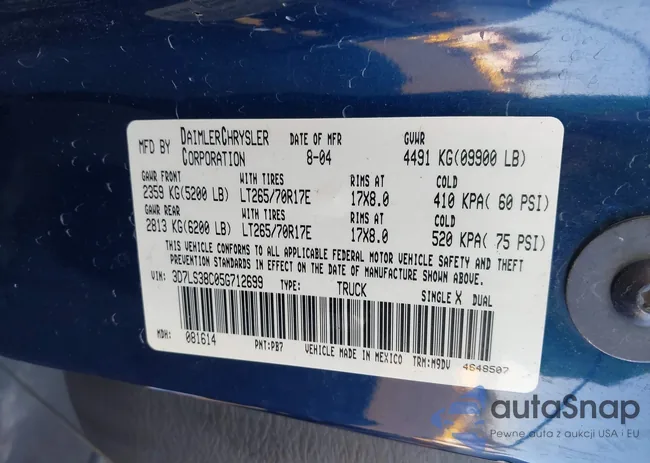 MFD BY DAIMLERCHRYSLER CORPORATION DATE OF MFR 8-04 GVWR 4491 KG(09900 LB)
GAWR FRONT WITH TIRES RIMS AT COLD
2359 KG(5200 LB) LT265/70R17E 17X8.0 410 KPA( 60 PSI)
GAWR REAR WITH TIRES RIMS AT COLD
2813 KG(6200 LB) LT265/70R17E 17X8.0 520 KPA( 75 PSI)
THIS VEHICLE CONFORMS TO ALL APPLICABLE FEDERAL MOTOR VEHICLE SAFETY AND THEFT
PREVENTION STANDARDS IN EFFECT ON THE DATE OF MANUFACTURE SHOWN ABOVE.
VIN: 3D7LS38C05G712699 TYPE: TRUCK SINGLE X DUAL
MDH: 081614 PNT:PB7 VEHICLE MADE IN MEXICO TRM:M9DV 4648507
autoSnap
Pewne auta z aukcji USA i EU